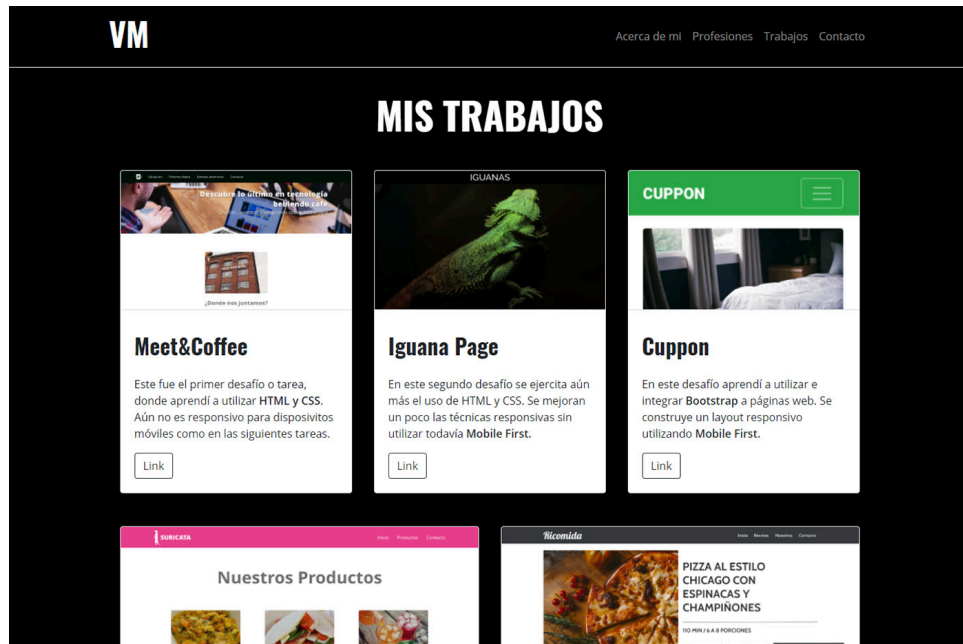 VM
Acerca de mi Profesiones Trabajos Contacto
MIS TRABAJOS
Descubre lo último en tecnología
bebiendo café
¿Donde nos juntamos?
IGUANAS
CUPPON
Meet&Coffee
Este fue el primer desafío o tarea,
donde aprendí a utilizar HTML y CSS.
Aún no es responsivo para disposivitos
móviles como en las siguientes tareas.
Link
Iguana Page
En este segundo desafío se ejercita aún
más el uso de HTML y CSS. Se mejoran
un poco las técnicas responsivas sin
utilizar todavía Mobile First.
Link
Cuppon
En este desafío aprendí a utilizar e
integrar Bootstrap a páginas web. Se
construye un layout responsivo
utilizando Mobile First.
Link
SURICATA
Inicio Productos Contacto
Nuestros Productos
Ricomida
Inicio Recetas Nosotros Contacto
PIZZA AL ESTILO
CHICAGO CON
ESPINACAS Y
CHAMPIÑONES
110 MIN / 6 A 8 PORCIONES